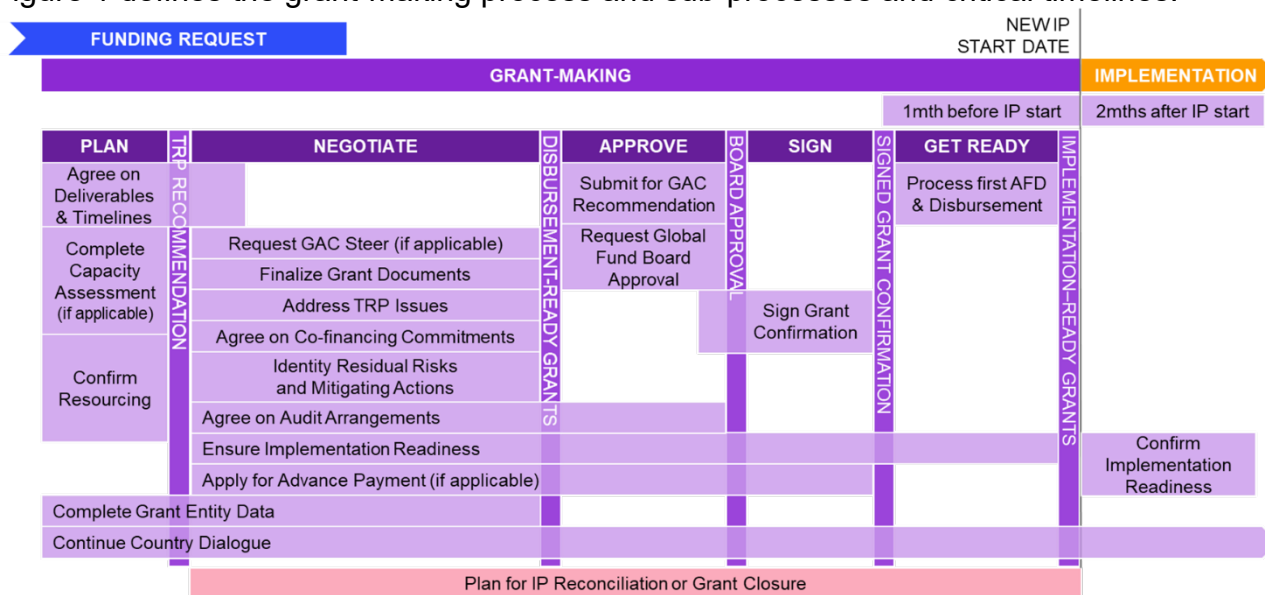 igure 1 defines the grant-making process and sub-processes and critical timelines.
FUNDING REQUEST
NEW IP
START DATE
GRANT-MAKING
IMPLEMENTATION
1mth before IP start
2mths after IP start
PLAN
TRP RECOMMENDATION
NEGOTIATE
DISBURSEMENT-READY GRANTS
APPROVE
BOARD APPROVAL
SIGN
SIGNED GRANT CONFIRMATION
GET READY
IMPLEMENTATION–READY GRANTS
Agree on
Deliverables
& Timelines
Submit for GAC
Recommendation
Process first AFD
& Disbursement
Complete
Capacity
Assessment
(if applicable)
Request GAC Steer (if applicable)
Request Global
Fund Board
Approval
Finalize Grant Documents
Address TRP Issues
Sign Grant
Confirmation
Agree on Co-financing Commitments
Confirm
Resourcing
Identity Residual Risks
and Mitigating Actions
Agree on Audit Arrangements
Ensure Implementation Readiness
Confirm
Implementation
Readiness
Apply for Advance Payment (if applicable)
Complete Grant Entity Data
Continue Country Dialogue
Plan for IP Reconciliation or Grant Closure